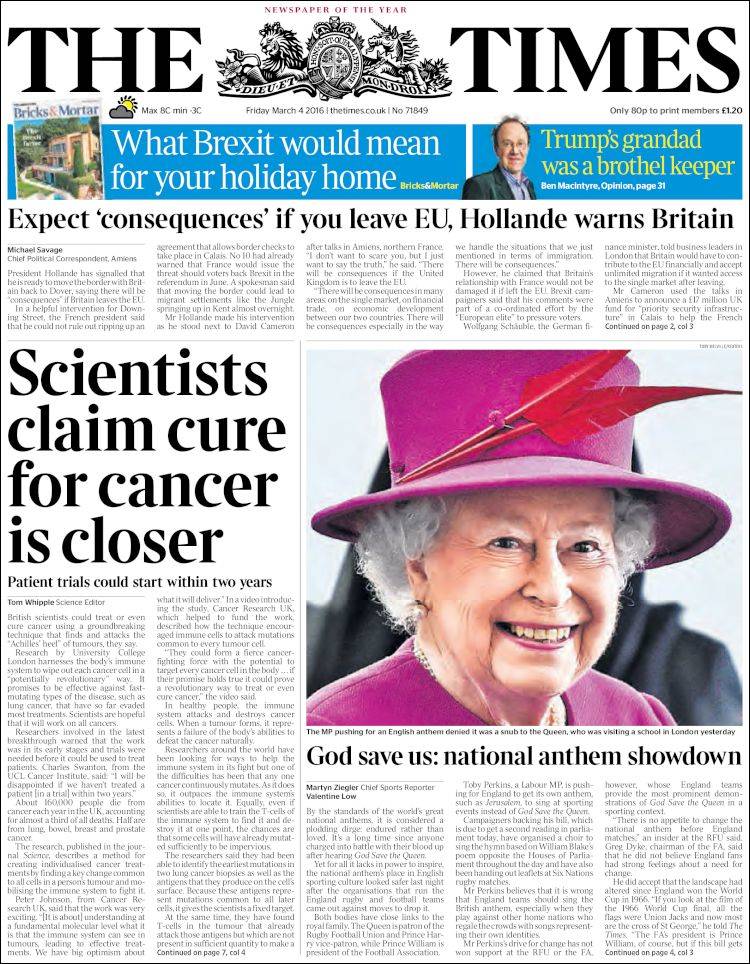 NEWSPAPER OF THE YEAR
THE TIMES
DIEU ET MON DROIT
Bricks & Mortar
Max 8C min -3C
Friday March 4 2016 | thetimes.co.uk | No 71849
Only 80p to print members £1.20
What Brexit would mean
for your holiday home Bricks&Mortar
Trump's grandad
was a brothel keeper
Ben Macintyre, Opinion, page 31
Expect 'consequences' if you leave EU, Hollande warns Britain
Michael Savage
Chief Political Correspondent, Amiens
President Hollande has signalled that
he is ready to move the border with Brit-
ain back to Dover, saying there will be
"consequences" if Britain leaves the EU.
In a helpful intervention for Down-
ing Street, the French president said
that he could not rule out ripping up an
agreement that allows border checks to
take place in Calais. No 10 had already
warned that France would issue the
threat should voters back Brexit in the
referendum in June. A spokesman said
that moving the border could lead to
migrant settlements like the Jungle
springing up in Kent almost overnight.
Mr Hollande made his intervention
as he stood next to David Cameron
after talks in Amiens, northern France.
"I don't want to scare you, but I just
want to say the truth," he said. "There
will be consequences if the United
Kingdom is to leave the EU.
"There will be consequences in many
areas: on the single market, on financial
trade, on economic development
between our two countries. There will
be consequences especially in the way
we handle the situations that we just
mentioned in terms of immigration.
There will be consequences."
However, he claimed that Britain's
relationship with France would not be
damaged if it left the EU. Brexit cam-
paigners said that his comments were
part of a co-ordinated effort by the
"European elite" to pressure voters.
Wolfgang Schäuble, the German fi-
nance minister, told business leaders in
London that Britain would have to con-
tribute to the EU financially and accept
unlimited migration if it wanted access
to the single market after leaving.
Mr Cameron used the talks in
Amiens to announce a £17 million UK
fund for "priority security infrastruc-
ture" in Calais to help the French
Continued on page 2, col 3
Scientists
claim cure
for cancer
is closer
Patient trials could start within two years
Tom Whipple Science Editor
British scientists could treat or even
cure cancer using a groundbreaking
technique that finds and attacks the
"Achilles' heel" of tumours, they say.
Research by University College
London harnesses the body's immune
system to wipe out each cancer cell in a
"potentially revolutionary" way. It
promises to be effective against fast-
mutating types of the disease, such as
lung cancer, that have so far evaded
most treatments. Scientists are hopeful
that it will work on all cancers.
Researchers involved in the latest
breakthrough warned that the work
was in its early stages and trials were
needed before it could be used to treat
patients. Charles Swanton, from the
UCL Cancer Institute, said: "I will be
disappointed if we haven't treated a
patient [in a trial] within two years."
About 160,000 people die from
cancer each year in the UK, accounting
for almost a third of all deaths. Half are
from lung, bowel, breast and prostate
cancer.
The research, published in the jour-
nal Science, describes a method for
creating individualised cancer treat-
ments by finding a key change common
to all cells in a person's tumour and mo-
bilising the immune system to fight it.
Peter Johnson, from Cancer Re-
search UK, said that the work was very
exciting. "[It is about] understanding at
a fundamental molecular level what it
is that the immune system can see in
tumours, leading to effective treat-
ments. We have big optimism about
what it will deliver." In a video introduc-
ing the study, Cancer Research UK,
which helped to fund the work,
described how the technique encour-
aged immune cells to attack mutations
common to every tumour cell.
"They could form a fierce cancer-
fighting force with the potential to
target every cancer cell in the body ... if
their promise holds true it could prove
a revolutionary way to treat or even
cure cancer," the video said.
In healthy people, the immune
system attacks and destroys cancer
cells. When a tumour forms, it repre-
sents a failure of the body's abilities to
defeat the cancer naturally.
Researchers around the world have
been looking for ways to help the
immune system in its fight but one of
the difficulties has been that any one
cancer continuously mutates. As it does
so, it outpaces the immune system's
abilities to locate it. Equally, even if
scientists are able to train the T-cells of
the immune system to find it and de-
stroy it at one point, the chances are
that some cells will have already mutat-
ed sufficiently to be impervious.
The researchers said they had been
able to identify the earliest mutations in
two lung cancer biopsies as well as the
antigens that they produce on the cell's
surface. Because these antigens repre-
sent mutations common to all later
cells, it gives the scientists a fixed target.
At the same time, they have found
T-cells in the tumour that already
attack those antigens but which are not
present in sufficient quantity to make a
Continued on page 7, col 4
The MP pushing for an English anthem denied it was a snub to the Queen, who was visiting a school in London yesterday
God save us: national anthem showdown
Martyn Ziegler Chief Sports Reporter
Valentine Low
By the standards of the world's great
national anthems, it is considered a
plodding dirge: endured rather than
loved. It's a long time since anyone
charged into battle with their blood up
after hearing God Save the Queen.
Yet for all it lacks in power to inspire,
the national anthem's place in English
sporting culture looked safer last night
after the organisations that run the
England rugby and football teams
came out against moves to drop it.
Both bodies have close links to the
royal family. The Queen is patron of the
Rugby Football Union and Prince Har-
ry vice-patron, while Prince William is
president of the Football Association.
Toby Perkins, a Labour MP, is push-
ing for England to get its own anthem,
such as Jerusalem, to sing at sporting
events instead of God Save the Queen.
Campaigners backing his bill, which
is due to get a second reading in parlia-
ment today, have organised a choir to
sing the hymn based on William Blake's
poem opposite the Houses of Parlia-
ment throughout the day and have also
been handing out leaflets at Six Nations
rugby matches.
Mr Perkins believes that it is wrong
that England teams should sing the
British anthem, especially when they
play against other home nations who
regale the crowds with songs represent-
ing their own identities.
Mr Perkins's drive for change has not
won support at the RFU or the FA,
however, whose England teams
provide the most prominent demon-
strations of God Save the Queen in a
sporting context.
"There is no appetite to change the
national anthem before England
matches," an insider at the RFU said.
Greg Dyke, chairman of the FA, said
that he did not believe England fans
had strong feelings about a need for
change.
He did accept that the landscape had
altered since England won the World
Cup in 1966. "If you look at the film of
the 1966 World Cup final, all the
flags were Union Jacks and now most
are the cross of St George," he told The
Times. "The FA's president is Prince
William, of course, but if this bill gets
Continued on page 4, col 3